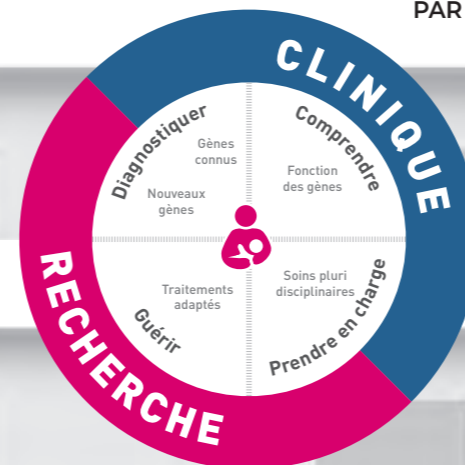 PAR
CLINIQUE
Diagnostiquer
Gènes
connus
Nouveaux
gènes
Comprendre
Fonction
des gènes
Traitements
adaptés
Guérir
Soins pluri
disciplinaires
Prendre en charge
RECHERCHE